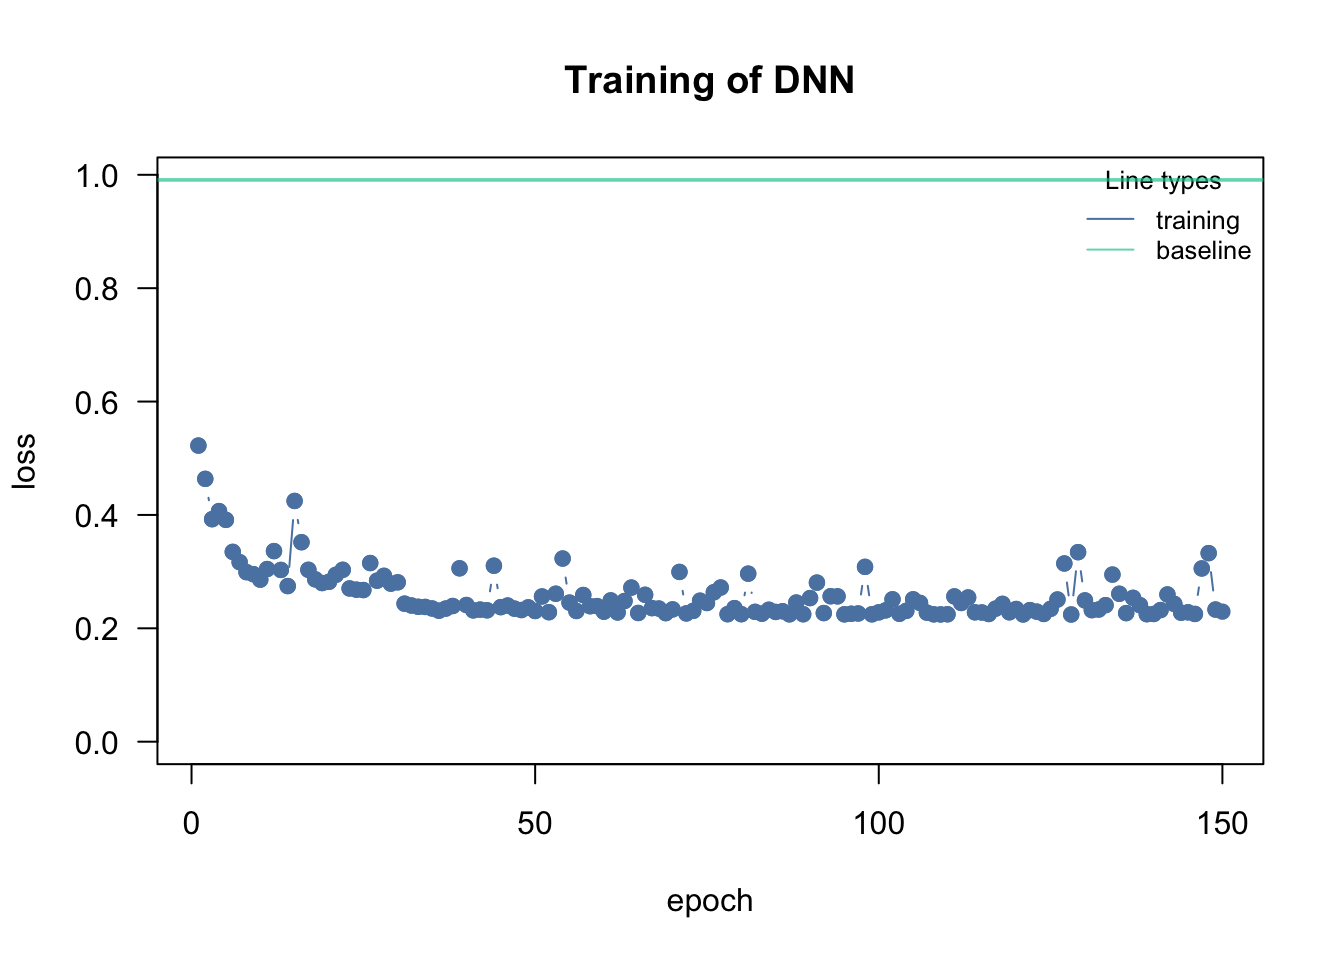 Training of DNN
1.0
0.8
0.6
0.4
0.2
0.0
loss
Line types
training
baseline
0 50 100 150
epoch